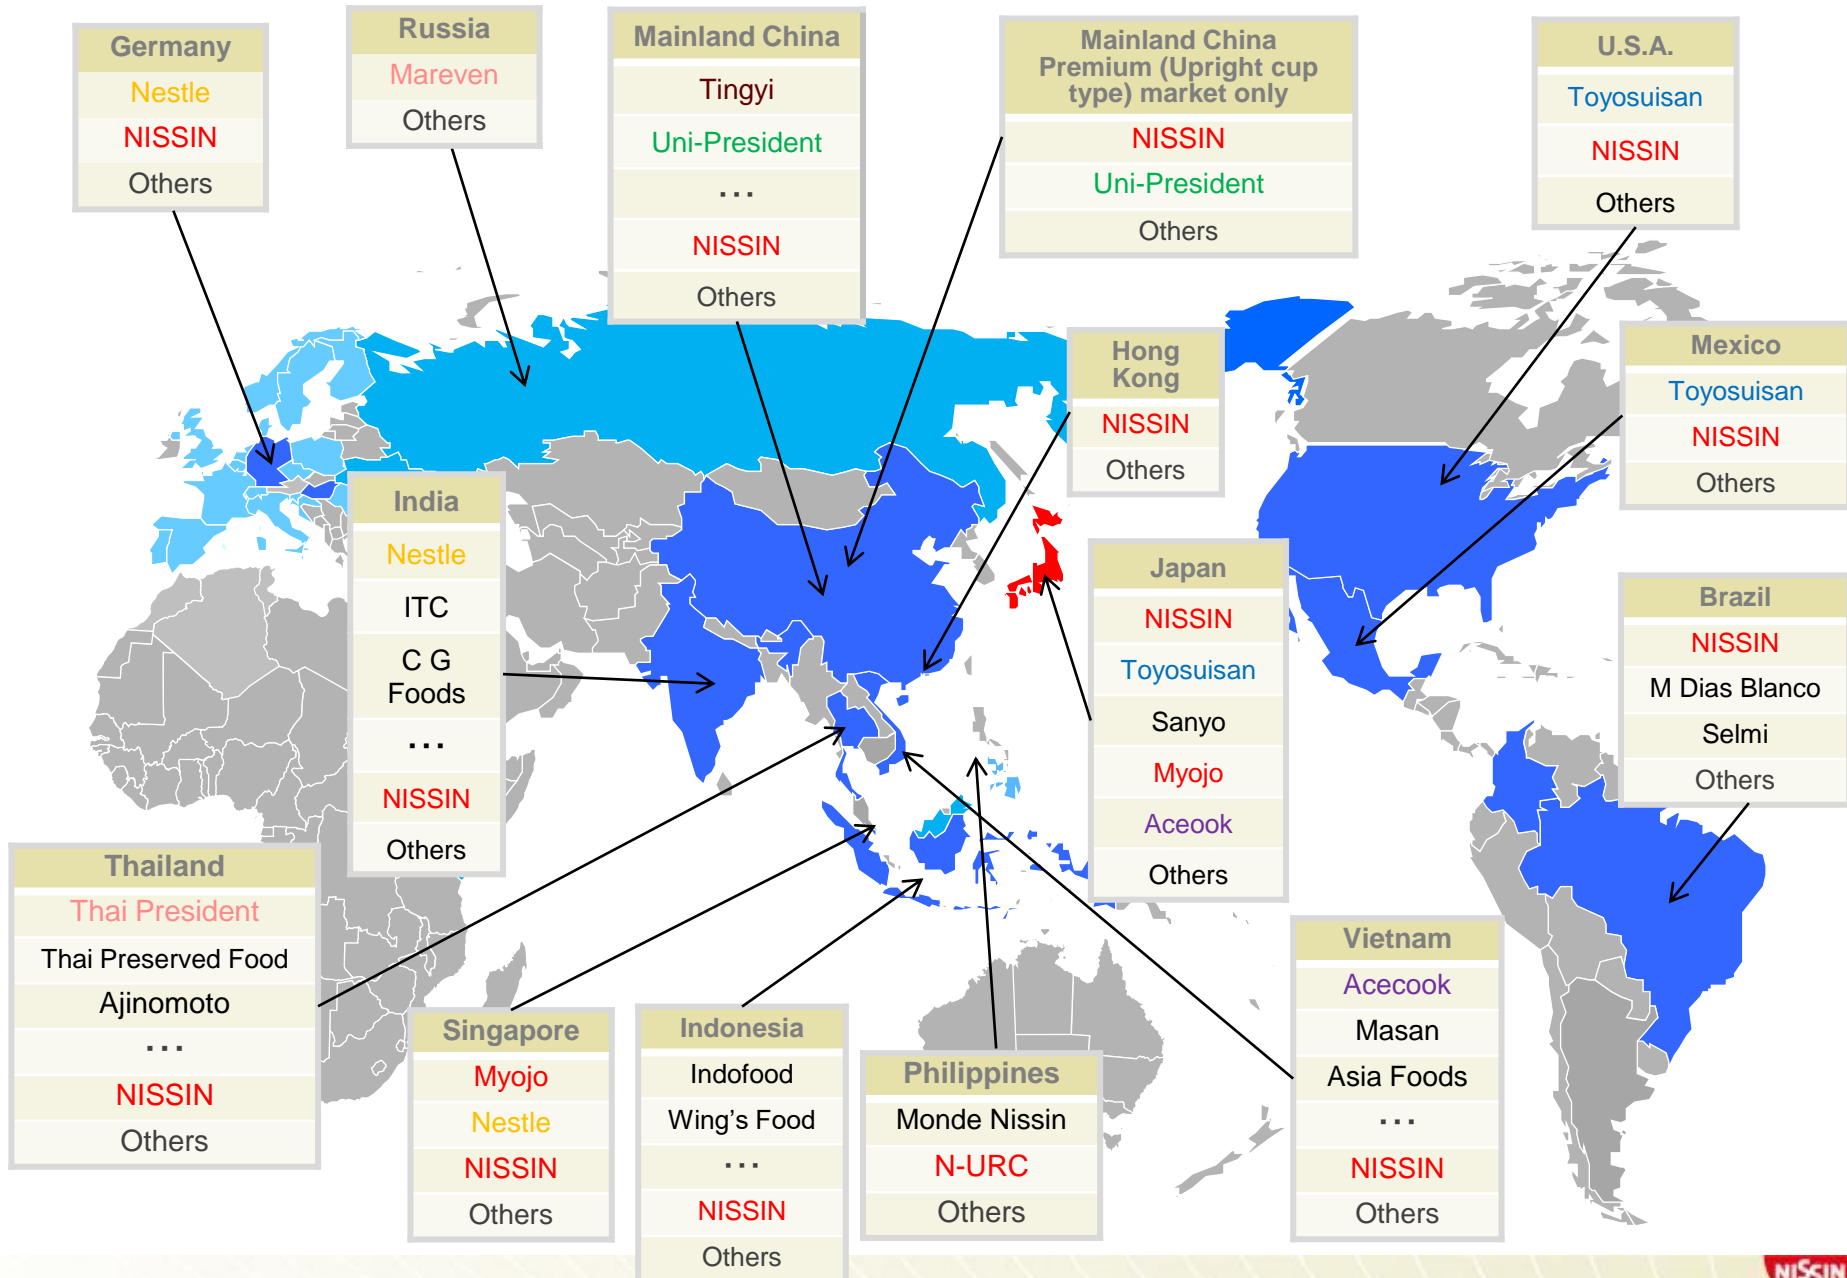 Germany
Nestle
NISSIN
Others
Russia
Mareven
Others
Mainland China
Tingyi
Uni-President
...
NISSIN
Others
Mainland China
Premium (Upright cup
type) market only
NISSIN
Uni-President
Others
U.S.A.
Toyosuisan
NISSIN
Others
Hong
Kong
NISSIN
Others
Mexico
Toyosuisan
NISSIN
Others
India
Nestle
ITC
C G
Foods
...
NISSIN
Others
Japan
NISSIN
Toyosuisan
Sanyo
Myojo
Aceook
Others
Brazil
NISSIN
M Dias Blanco
Selmi
Others
Thailand
Thai President
Thai Preserved Food
Ajinomoto
...
NISSIN
Others
Singapore
Myojo
Nestle
NISSIN
Others
Indonesia
Indofood
Wing's Food
...
NISSIN
Others
Philippines
Monde Nissin
N-URC
Others
Vietnam
Acecook
Masan
Asia Foods
...
NISSIN
Others
NISSIN